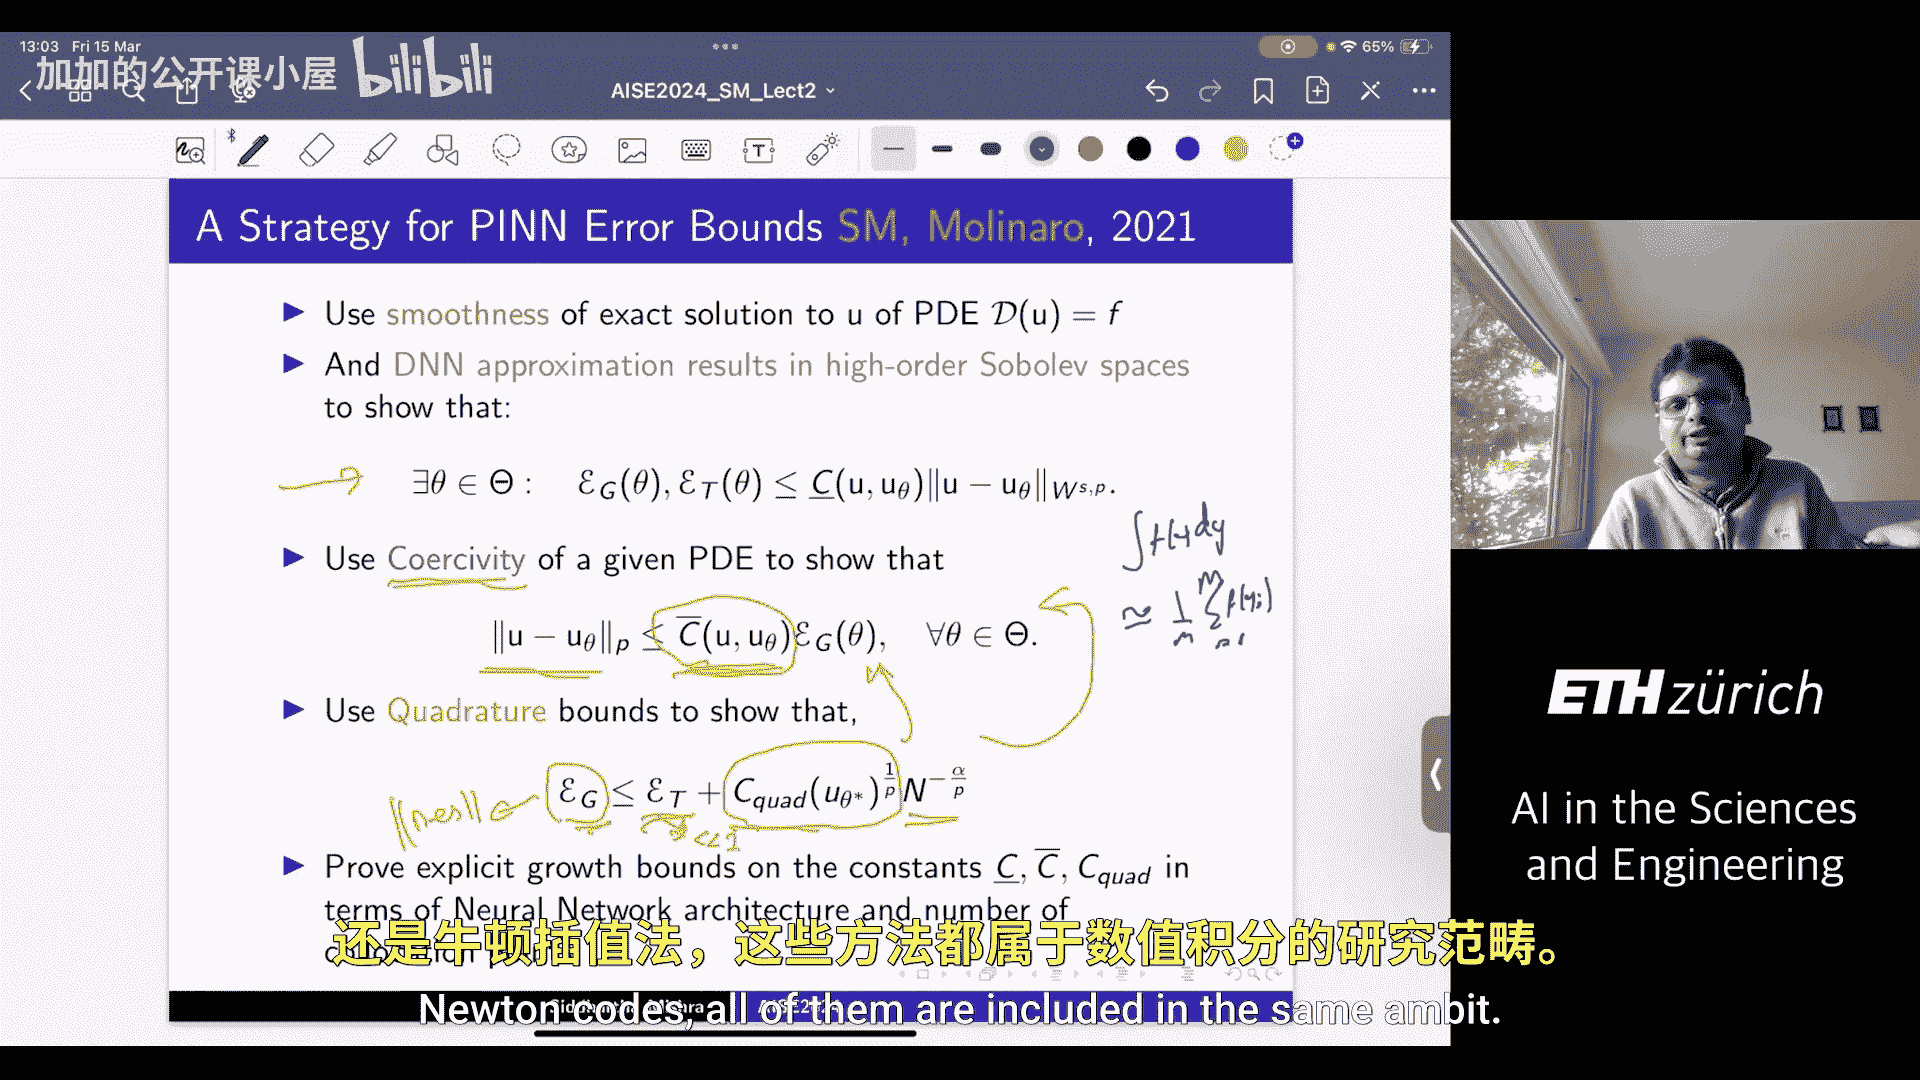 13:03 Fri 15 Mar
65%
加加的公开课小屋 bilibili
AISE2024_SM_Lect2
A Strategy for PINN Error Bounds SM, Molinaro, 2021
Use smoothness of exact solution to u of PDE 𝒟(u) = f
And DNN approximation results in high-order Sobolev spaces
to show that:
∃θ ∈ Θ : ℰ_G(θ), ℰ_T(θ) ≤ C̲(u, u_θ)‖u − u_θ‖_{W^{s,p}}.
∫f(y)dy
Use Coercivity of a given PDE to show that
≈ 1/M Σ f(y_i)
‖u − u_θ‖_p ≤ C̅(u, u_θ)ℰ_G(θ), ∀θ ∈ Θ.
Use Quadrature bounds to show that,
ℰ_G ≤ ℰ_T + C_{quad}(u_{θ*})^{1/p} N^{−α/p}
‖res‖
Prove explicit growth bounds on the constants C̲, C̅, C_{quad} in
terms of Neural Network architecture and number of
还是牛顿插值法，这些方法都属于数值积分的研究范畴。
Newton codes, all of them are included in the same ambit.
ETH zürich
AI in the Sciences
and Engineering